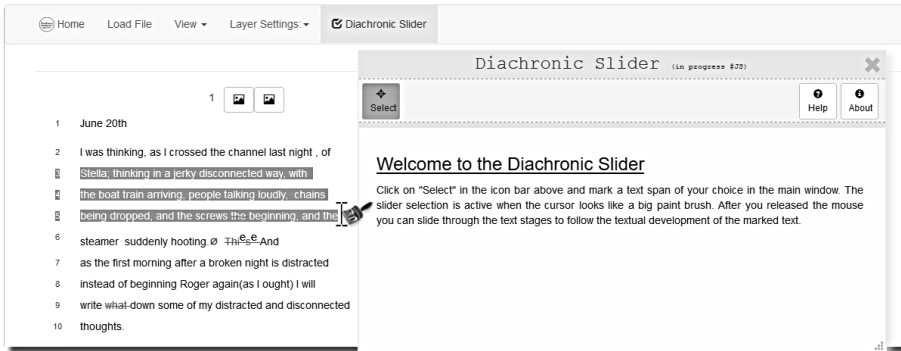 Home Load File View Layer Settings: Diachronic Slider
Diachronic Slider (in progress #JS)
Select
Help About
1
1 June 20th
2 I was thinking, as I crossed the channel last night , of
3 Stella; thinking in a jerky disconnected way, with
4 the boat train arriving, people talking loudly, chains
5 being dropped, and the screws the beginning, and the
6 steamer suddenly hooting.Ø Thiese And
7 as the first morning after a broken night is distracted
8 instead of beginning Roger again(as I ought) I will
9 write what down some of my distracted and disconnected
10 thoughts.
Welcome to the Diachronic Slider
Click on "Select" in the icon bar above and mark a text span of your choice in the main window. The
slider selection is active when the cursor looks like a big paint brush. After you released the mouse
you can slide through the text stages to follow the textual development of the marked text.